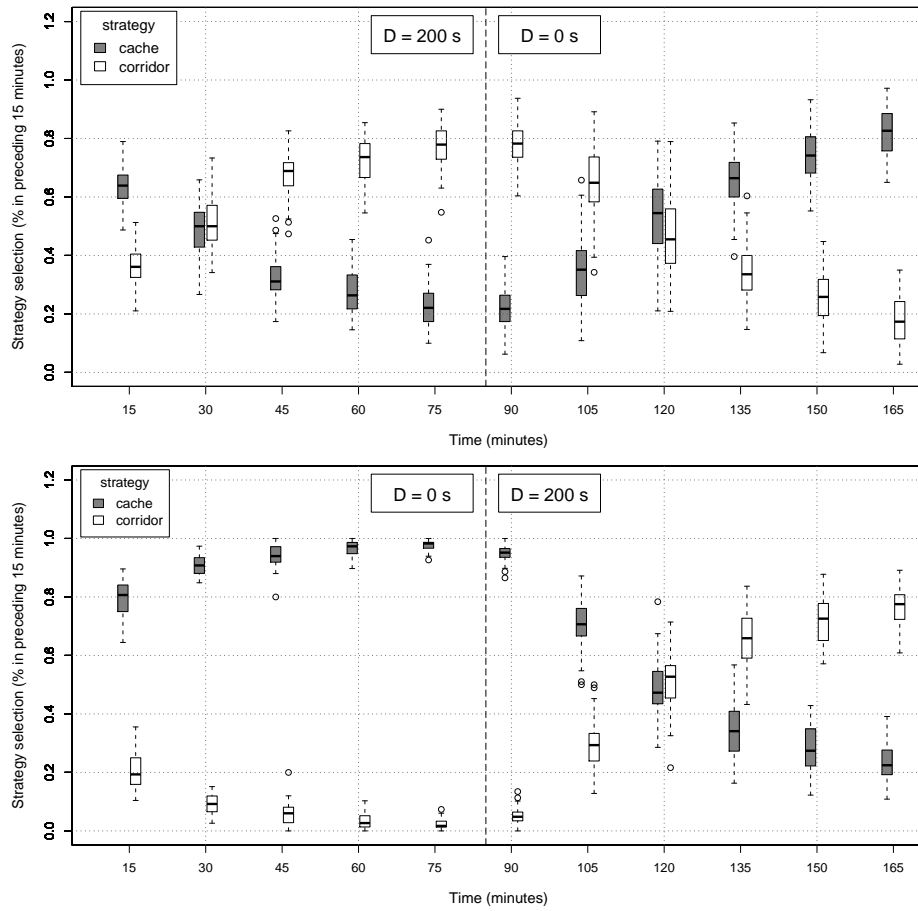 strategy
cache
corridor
D = 200 s
D = 0 s
Strategy selection (% in preceding 15 minutes)
1.2
1.0
0.8
0.6
0.4
0.2
0.0
15 30 45 60 75 90 105 120 135 150 165
Time (minutes)
strategy
cache
corridor
D = 0 s
D = 200 s
Strategy selection (% in preceding 15 minutes)
1.2
1.0
0.8
0.6
0.4
0.2
0.0
15 30 45 60 75 90 105 120 135 150 165
Time (minutes)